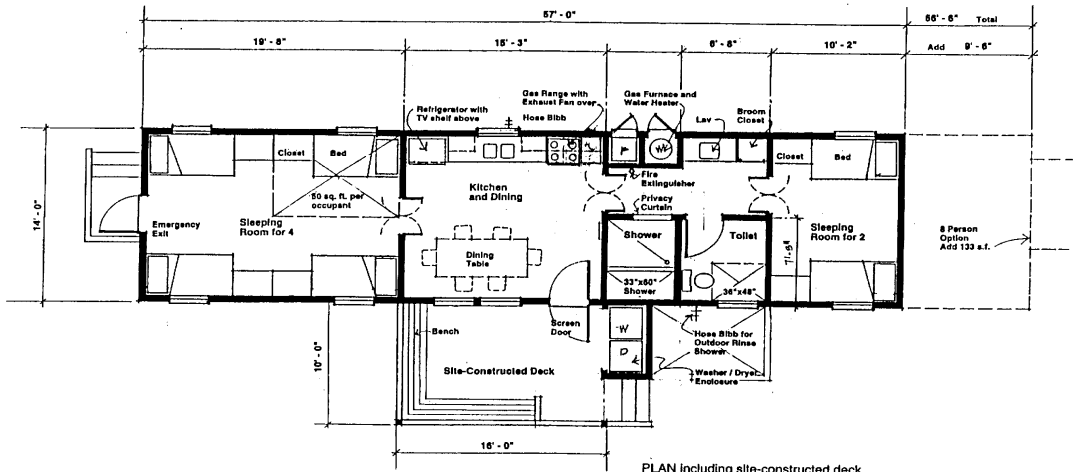 57' - 0"
66' - 6" Total
19' - 8"
15' - 3"
6' - 8"
10' - 2"
Add 9' - 6"
Refrigerator with
TV shelf above
Gas Range with
Exhaust Fan over
Hose Bibb
Gas Furnace and
Water Heater
Lav
Broom
Closet
Closet
Bed
50 sq. ft. per
occupant
Emergency
Exit
Sleeping
Room for 4
Kitchen
and Dining
Dining
Table
F
WH
Fire
Extinguisher
Privacy
Curtain
Shower
33"x60"
Shower
Toilet
36"x48"
Closet
Bed
Sleeping
Room for 2
8 Person
Option
Add 133 s.f.
14' - 0"
10' - 0"
Bench
Screen
Door
Site-Constructed Deck
W
D
Hose Bibb for
Outdoor Rinse
Shower
Washer / Dryer
Enclosure
16' - 0"
PLAN including site-constructed deck